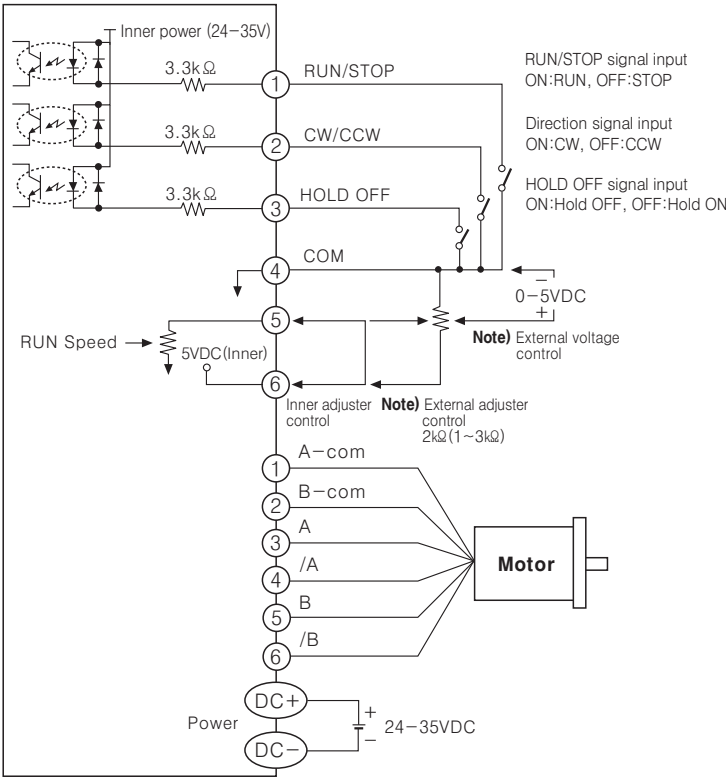 Inner power (24-35V)
3.3kΩ
1
RUN/STOP
RUN/STOP signal input
ON:RUN, OFF:STOP
3.3kΩ
2
CW/CCW
Direction signal input
ON:CW, OFF:CCW
3.3kΩ
3
HOLD OFF
HOLD OFF signal input
ON:Hold OFF, OFF:Hold ON
4
COM
−
0-5VDC
+
5
RUN Speed
Note) External voltage
control
5VDC(Inner)
6
Inner adjuster
control
Note) External adjuster
control
2kΩ(1~3kΩ)
1
A-com
2
B-com
3
A
4
/A
5
B
6
/B
Motor
DC+
Power
+
24-35VDC
−
DC-